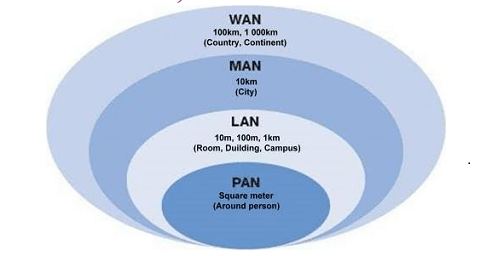 WAN
100km, 1 000km
(Country, Continent)
MAN
10km
(City)
LAN
10m, 100m, 1km
(Room, Duilding, Campus)
PAN
Square meter
(Around person)